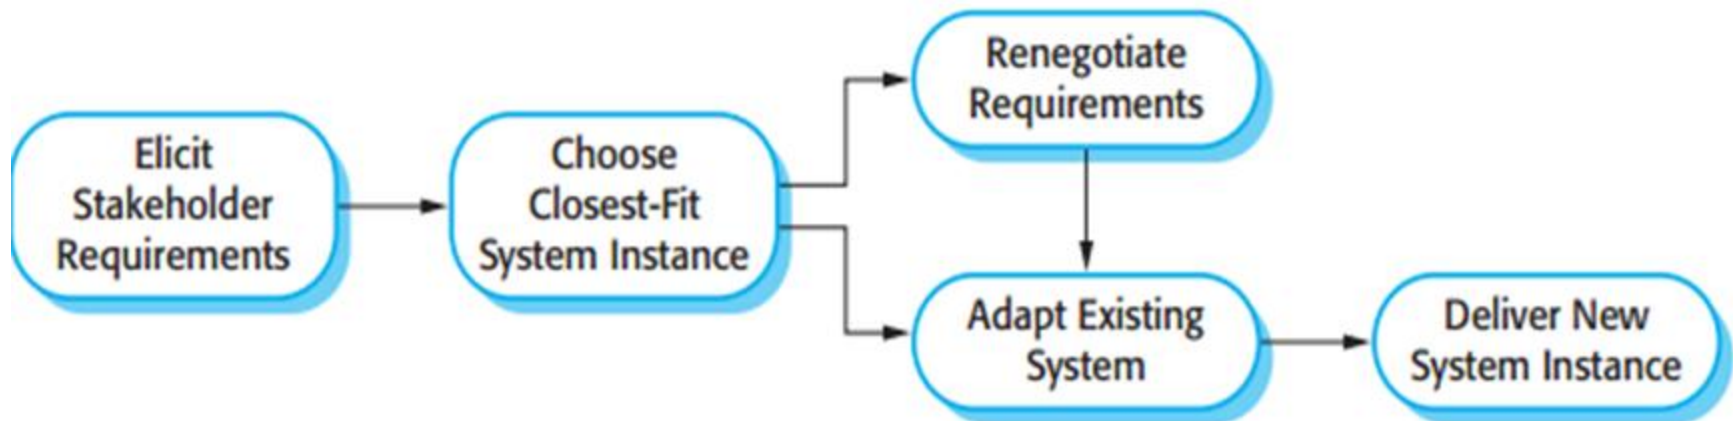 Elicit
Stakeholder
Requirements
Choose
Closest-Fit
System Instance
Renegotiate
Requirements
Adapt Existing
System
Deliver New
System Instance